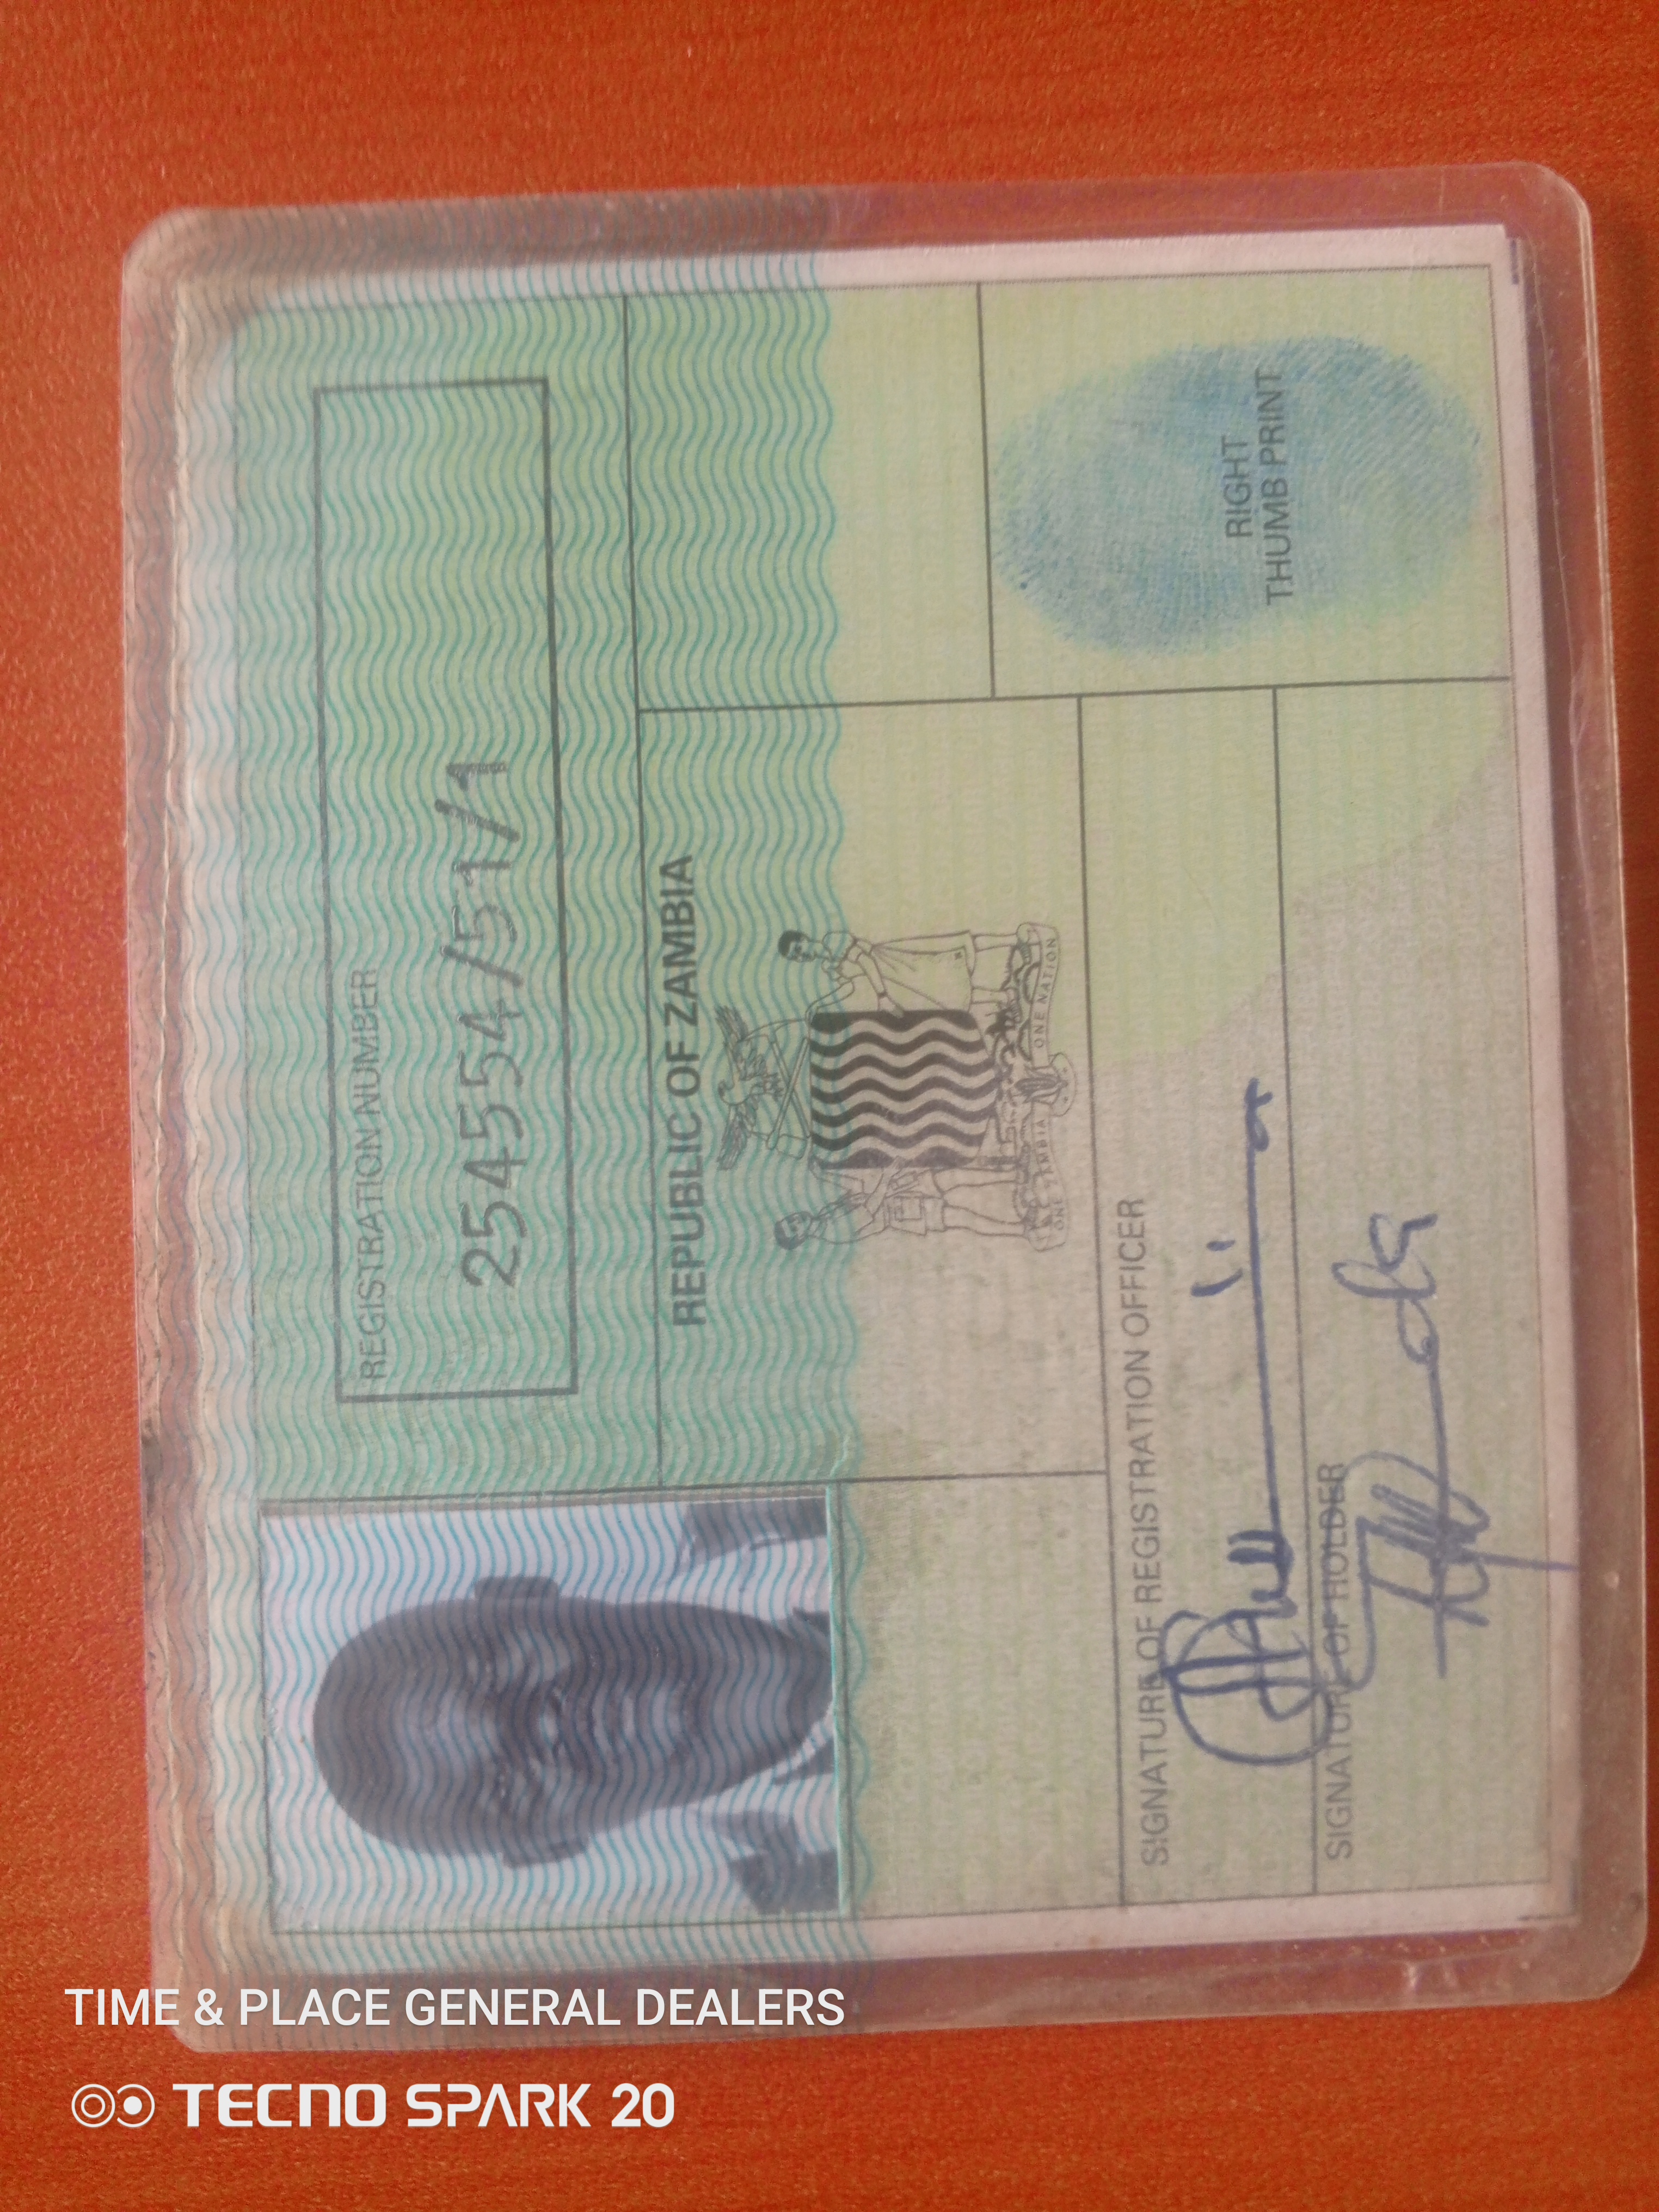 REGISTRATION NUMBER
254554/51/1
REPUBLIC OF ZAMBIA
ONE ZAMBIA ONE NATION
SIGNATURE OF REGISTRATION OFFICER
SIGNATURE OF HOLDER
RIGHT
THUMB PRINT
TIME & PLACE GENERAL DEALERS
TECNO SPARK 20